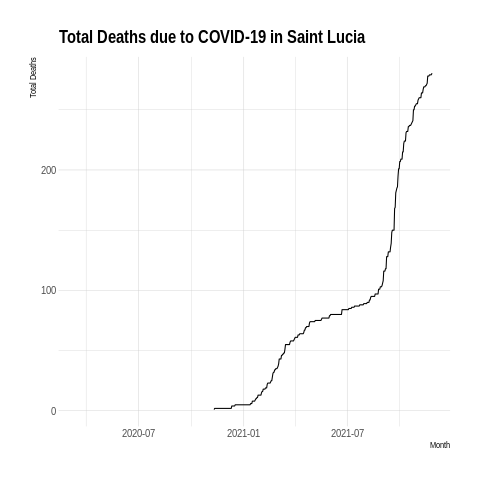 Total Deaths due to COVID-19 in Saint Lucia
Total Deaths
200
100
0
2020-07 2021-01 2021-07
Month